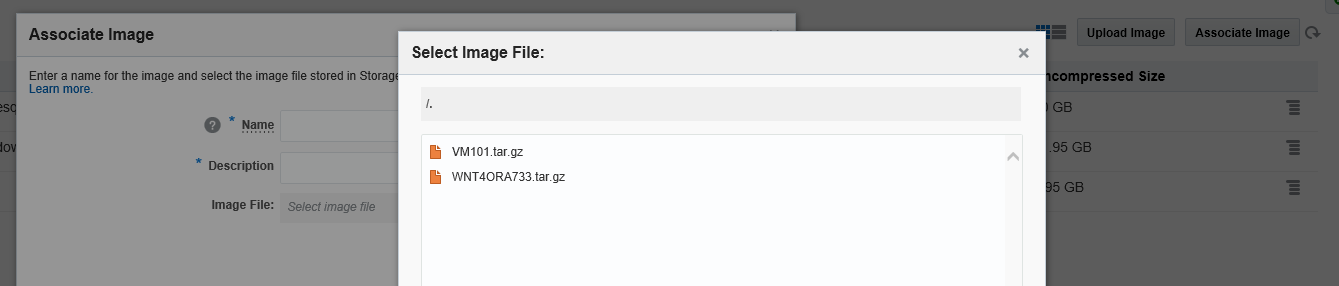 Associate Image
Enter a name for the image and select the image file stored in Storage
Learn more.
? * Name
* Description
Image File: Select image file
Select Image File:
/.
VM101.tar.gz
WNT4ORA733.tar.gz
Upload Image
Associate Image
ncompressed Size
GB
.95 GB
95 GB